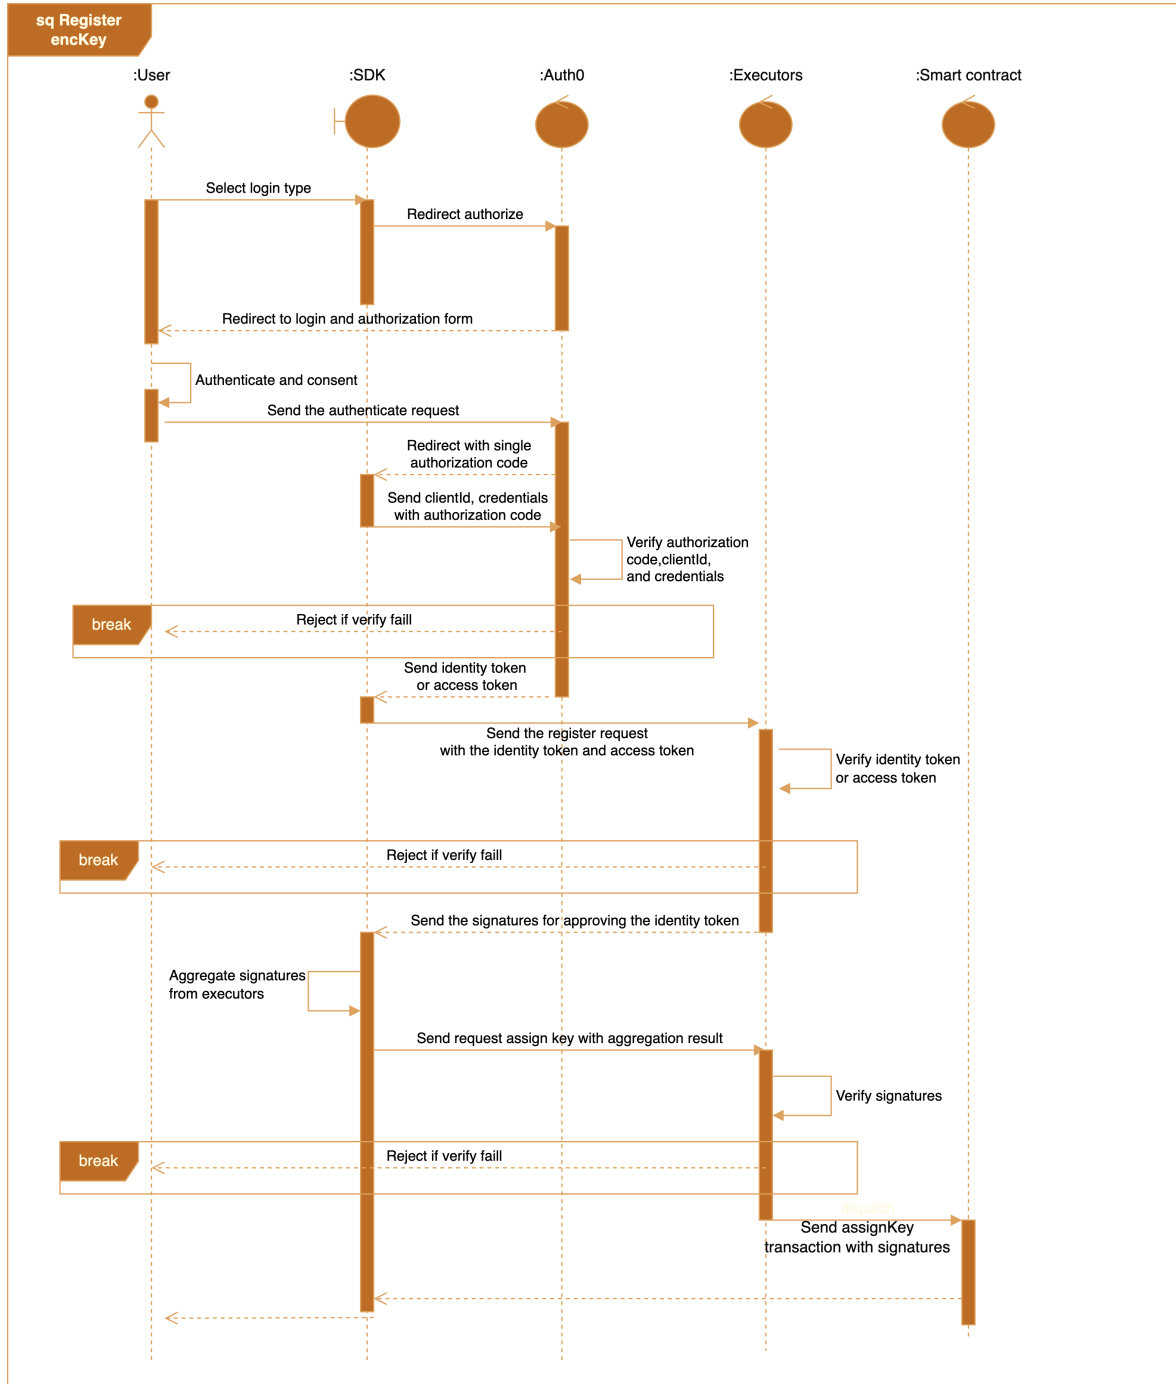 sq Register
encKey
:User
:SDK
:Auth0
:Executors
:Smart contract
Select login type
Redirect authorize
Redirect to login and authorization form
Authenticate and consent
Send the authenticate request
Redirect with single
authorization code
Send clientId, credentials
with authorization code
Verify authorization
code,clientId,
and credentials
break
Reject if verify faill
Send identity token
or access token
Send the register request
with the identity token and access token
Verify identity token
or access token
break
Reject if verify faill
Send the signatures for approving the identity token
Aggregate signatures
from executors
Send request assign key with aggregation result
Verify signatures
break
Reject if verify faill
dispatch
Send assignKey
transaction with signatures